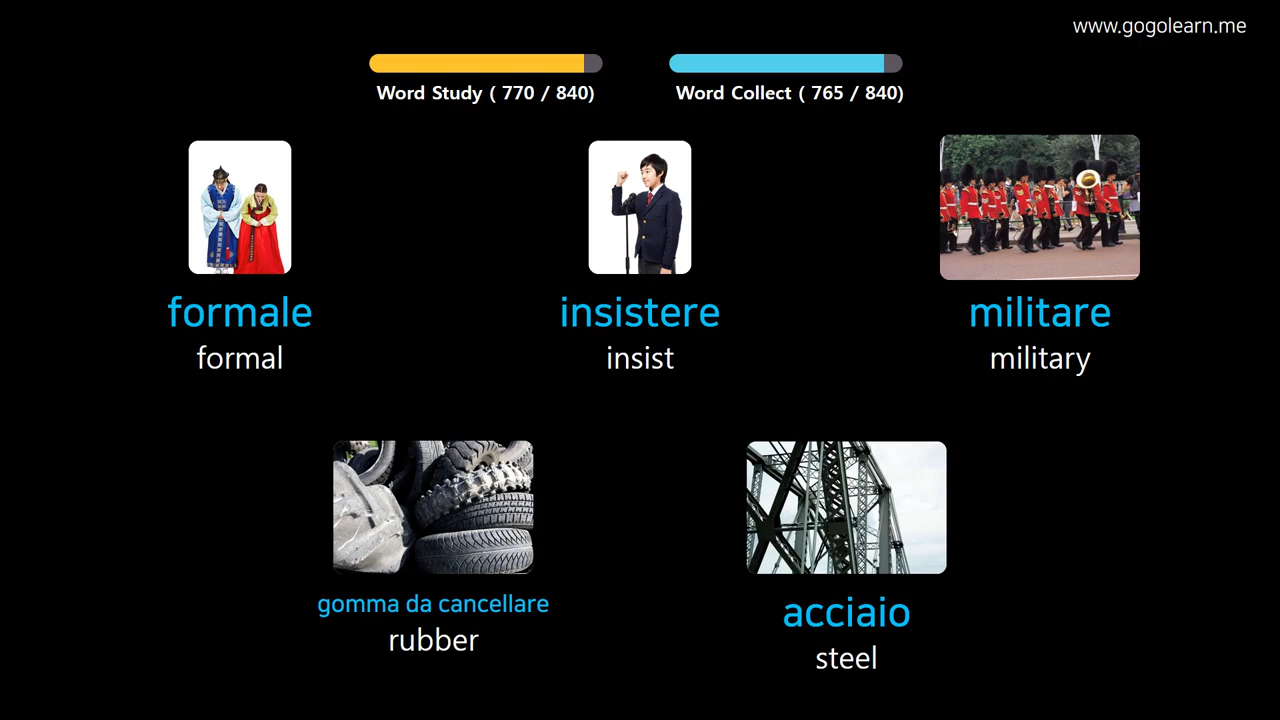 www.gogolearn.me
Word Study ( 770 / 840)
Word Collect ( 765 / 840)
formale
formal
insistere
insist
militare
military
gomma da cancellare
rubber
acciaio
steel